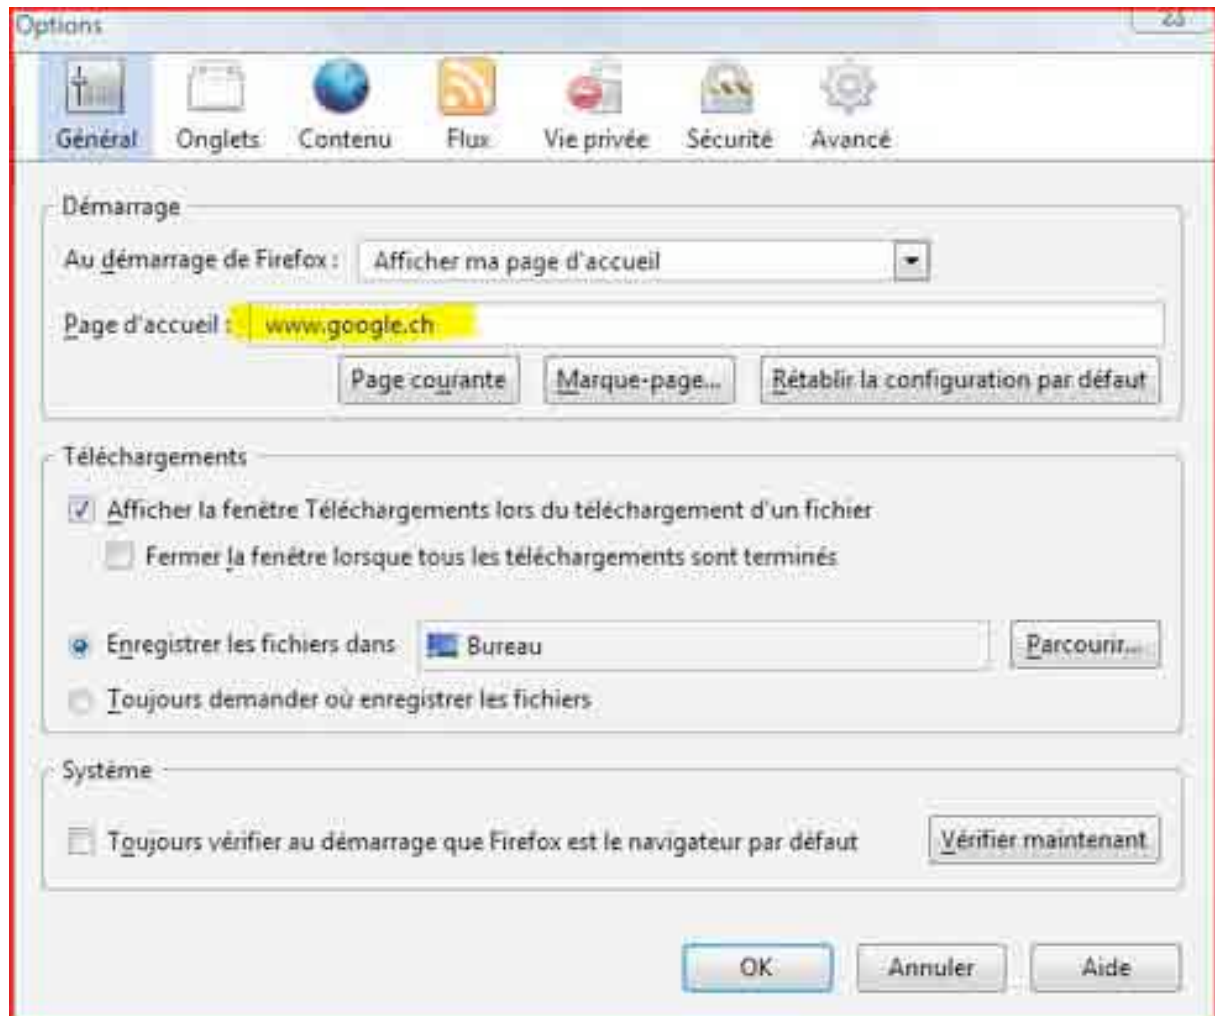 Options
Général Onglets Contenu Flux Vie privée Sécurité Avancé
Démarrage
Au démarrage de Firefox : Afficher ma page d'accueil
Page d'accueil : www.google.ch
Page courante Marque-page... Rétablir la configuration par défaut
Téléchargements
Afficher la fenêtre Téléchargements lors du téléchargement d'un fichier
Fermer la fenêtre lorsque tous les téléchargements sont terminés
Enregistrer les fichiers dans Bureau Parcourir...
Toujours demander où enregistrer les fichiers
Système
Toujours vérifier au démarrage que Firefox est le navigateur par défaut Vérifier maintenant
OK Annuler Aide